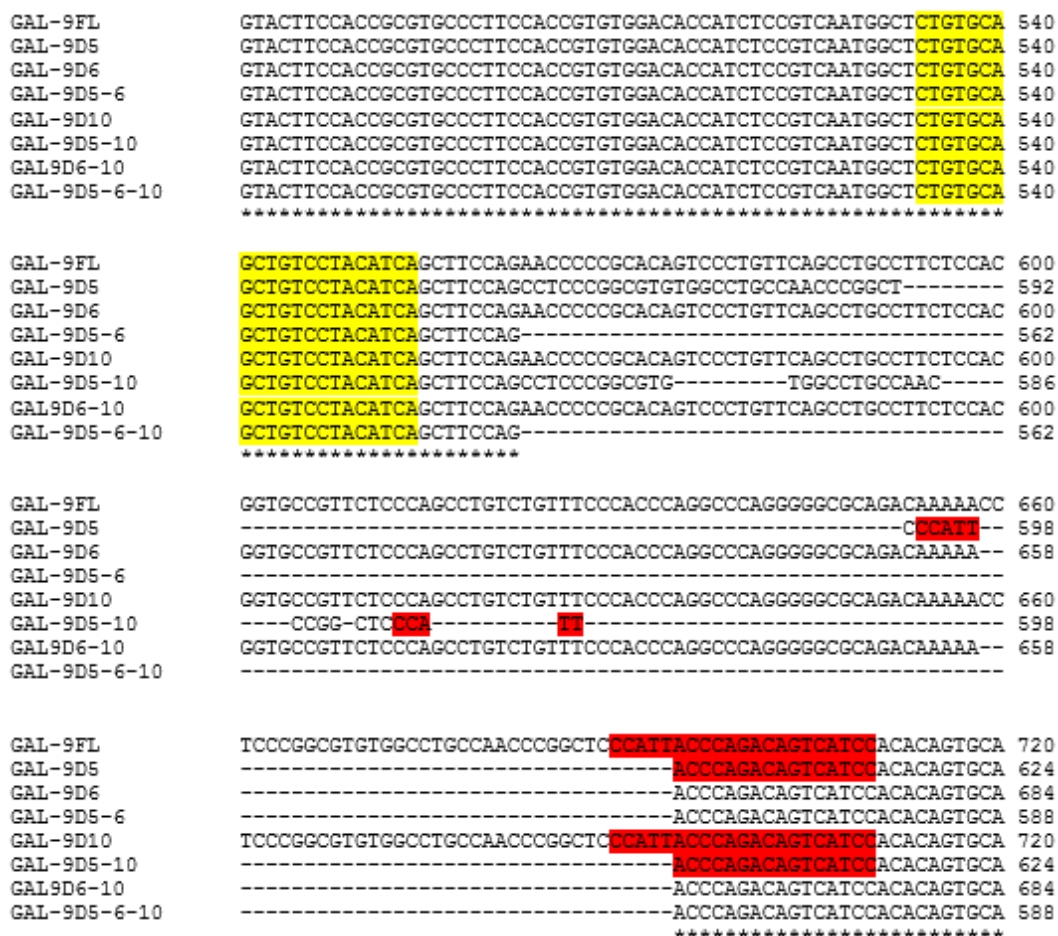 GAL-9FL GTACTTCCACCGCGTGCCCTTCCACCGTGTGGACACCATCTCCGTCAATGGCTCTGTGCA 540
GAL-9D5 GTACTTCCACCGCGTGCCCTTCCACCGTGTGGACACCATCTCCGTCAATGGCTCTGTGCA 540
GAL-9D6 GTACTTCCACCGCGTGCCCTTCCACCGTGTGGACACCATCTCCGTCAATGGCTCTGTGCA 540
GAL-9D5-6 GTACTTCCACCGCGTGCCCTTCCACCGTGTGGACACCATCTCCGTCAATGGCTCTGTGCA 540
GAL-9D10 GTACTTCCACCGCGTGCCCTTCCACCGTGTGGACACCATCTCCGTCAATGGCTCTGTGCA 540
GAL-9D5-10 GTACTTCCACCGCGTGCCCTTCCACCGTGTGGACACCATCTCCGTCAATGGCTCTGTGCA 540
GAL9D6-10 GTACTTCCACCGCGTGCCCTTCCACCGTGTGGACACCATCTCCGTCAATGGCTCTGTGCA 540
GAL-9D5-6-10 GTACTTCCACCGCGTGCCCTTCCACCGTGTGGACACCATCTCCGTCAATGGCTCTGTGCA 540
************************************************************
GAL-9FL GCTGTCCTACATCAGCTTCCAGAACCCCCGCACAGTCCCTGTTCAGCCTGCCTTCTCCAC 600
GAL-9D5 GCTGTCCTACATCAGCTTCCAGCCTCCCGGCGTGTGGCCTGCCAACCCGGCT-------- 592
GAL-9D6 GCTGTCCTACATCAGCTTCCAGAACCCCCGCACAGTCCCTGTTCAGCCTGCCTTCTCCAC 600
GAL-9D5-6 GCTGTCCTACATCAGCTTCCAG-------------------------------------- 562
GAL-9D10 GCTGTCCTACATCAGCTTCCAGAACCCCCGCACAGTCCCTGTTCAGCCTGCCTTCTCCAC 600
GAL-9D5-10 GCTGTCCTACATCAGCTTCCAGCCTCCCGGCGTG---------TGGCCTGCCAAC----- 586
GAL9D6-10 GCTGTCCTACATCAGCTTCCAGAACCCCCGCACAGTCCCTGTTCAGCCTGCCTTCTCCAC 600
GAL-9D5-6-10 GCTGTCCTACATCAGCTTCCAG-------------------------------------- 562
**********************
GAL-9FL GGTGCCGTTCTCCCAGCCTGTCTGTTTCCCACCCAGGCCCAGGGGGCGCAGACAAAAACC 660
GAL-9D5 ----------------------------------------------------CCCATT-- 598
GAL-9D6 GGTGCCGTTCTCCCAGCCTGTCTGTTTCCCACCCAGGCCCAGGGGGCGCAGACAAAAA-- 658
GAL-9D5-6 ------------------------------------------------------------
GAL-9D10 GGTGCCGTTCTCCCAGCCTGTCTGTTTCCCACCCAGGCCCAGGGGGCGCAGACAAAAACC 660
GAL-9D5-10 ----CCGG-CTCCCA----------TT--------------------------------- 598
GAL9D6-10 GGTGCCGTTCTCCCAGCCTGTCTGTTTCCCACCCAGGCCCAGGGGGCGCAGACAAAAA-- 658
GAL-9D5-6-10 ------------------------------------------------------------
GAL-9FL TCCCGGCGTGTGGCCTGCCAACCCGGCTCCCATTACCCAGACAGTCATCCACACAGTGCA 720
GAL-9D5 ----------------------------------ACCCAGACAGTCATCCACACAGTGCA 624
GAL-9D6 ----------------------------------ACCCAGACAGTCATCCACACAGTGCA 684
GAL-9D5-6 ----------------------------------ACCCAGACAGTCATCCACACAGTGCA 588
GAL-9D10 TCCCGGCGTGTGGCCTGCCAACCCGGCTCCCATTACCCAGACAGTCATCCACACAGTGCA 720
GAL-9D5-10 ----------------------------------ACCCAGACAGTCATCCACACAGTGCA 624
GAL9D6-10 ----------------------------------ACCCAGACAGTCATCCACACAGTGCA 684
GAL-9D5-6-10 ----------------------------------ACCCAGACAGTCATCCACACAGTGCA 588
**************************